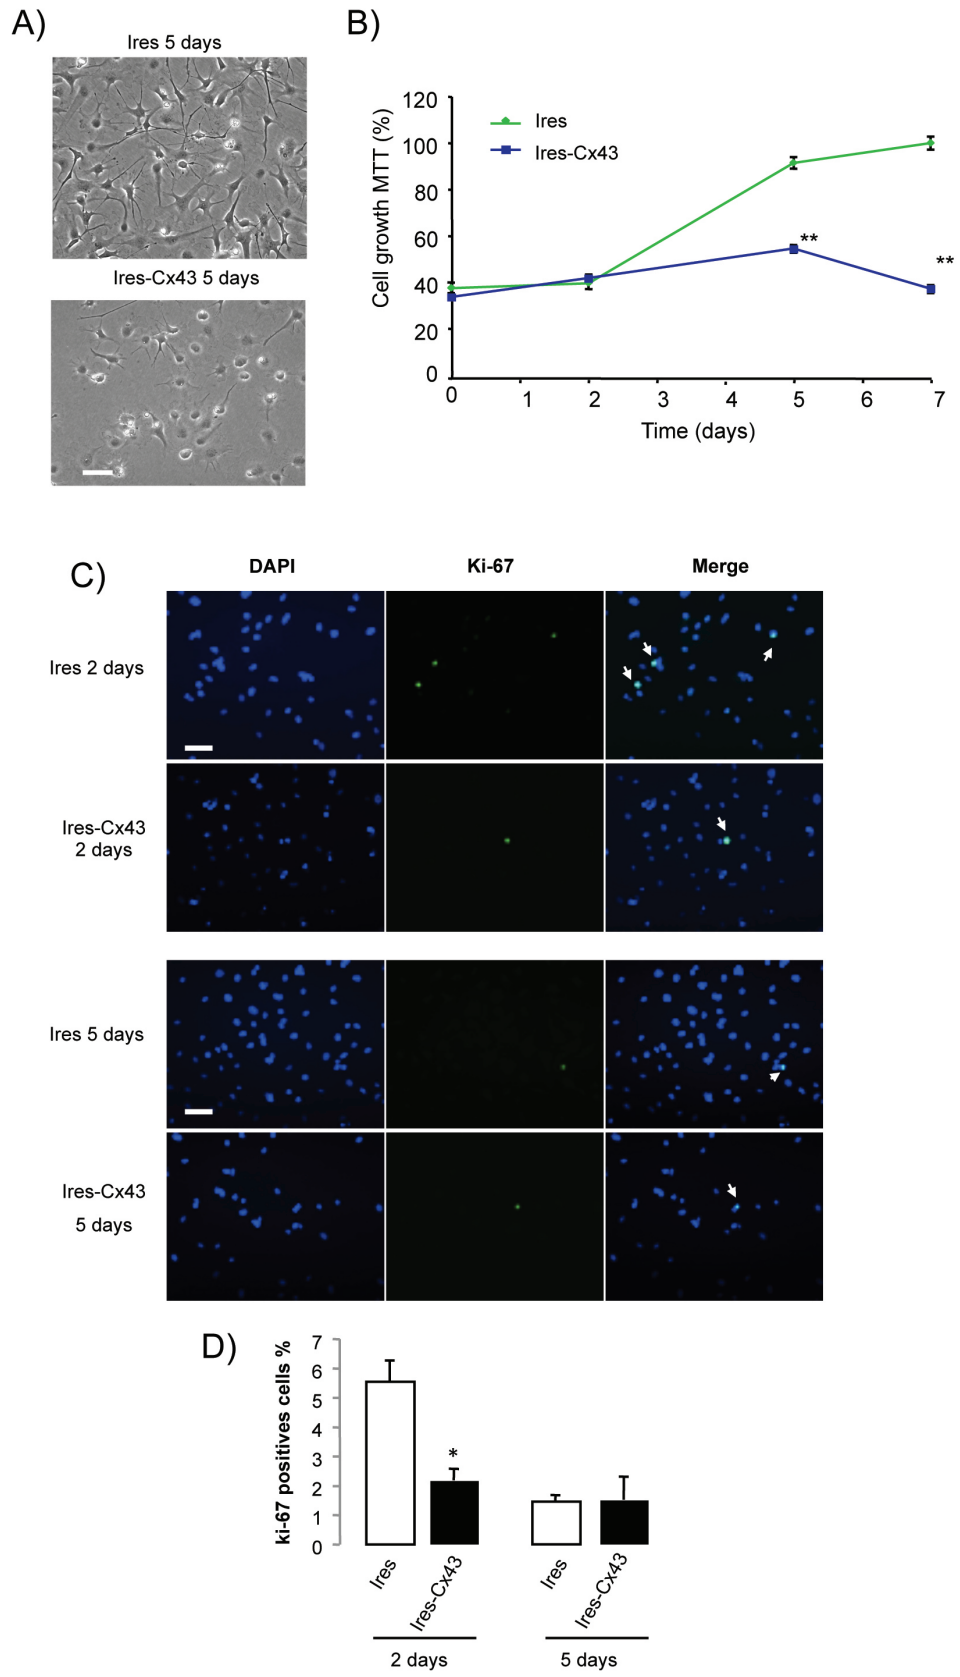 A)
Ires 5 days
Ires-Cx43 5 days
B)
Cell growth MTT (%)
120
100
80
60
40
20
0
Ires
Ires-Cx43
**
**
0 1 2 3 4 5 6 7
Time (days)
C)
DAPI Ki-67 Merge
Ires 2 days
Ires-Cx43
2 days
Ires 5 days
Ires-Cx43
5 days
D)
ki-67 positives cells %
7
6
5
4
3
2
1
0
*
Ires Ires-Cx43 Ires Ires-Cx43
2 days 5 days